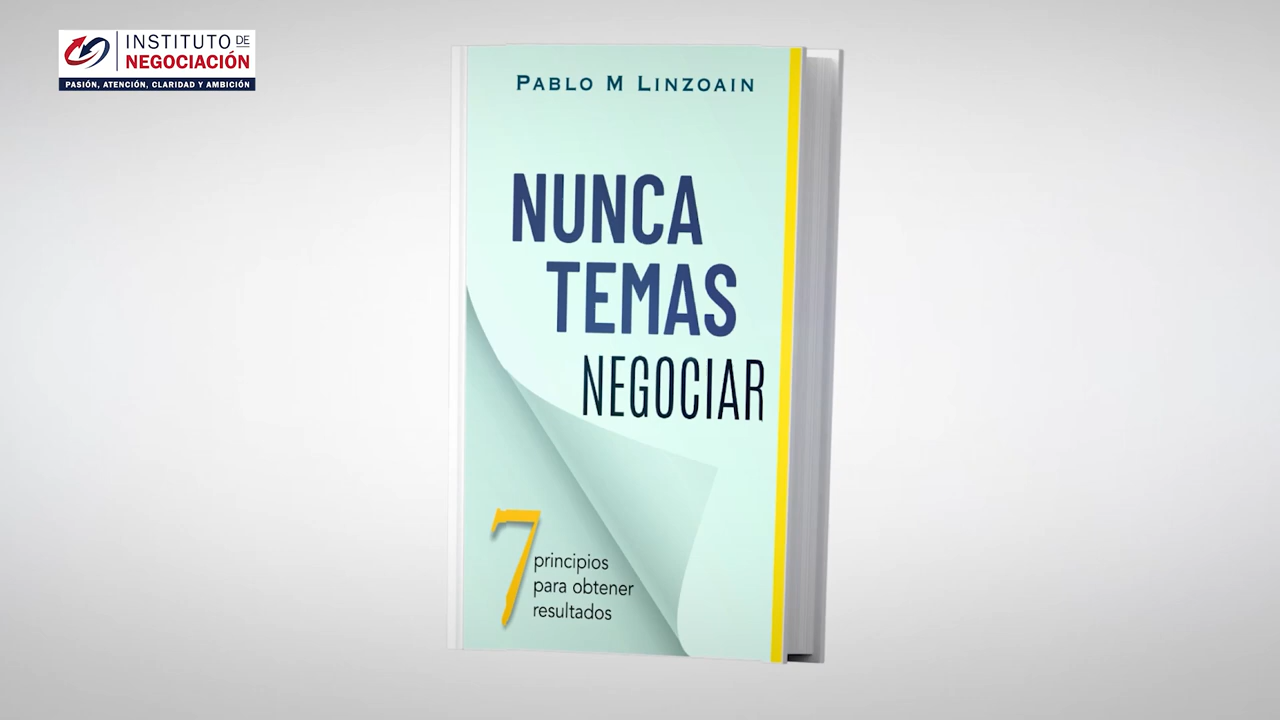 INSTITUTO DE
NEGOCIACIÓN
PASIÓN, ATENCIÓN, CLARIDAD Y AMBICIÓN
PABLO M LINZOAIN
NUNCA
TEMAS
NEGOCIAR
7 principios
para obtener
resultados